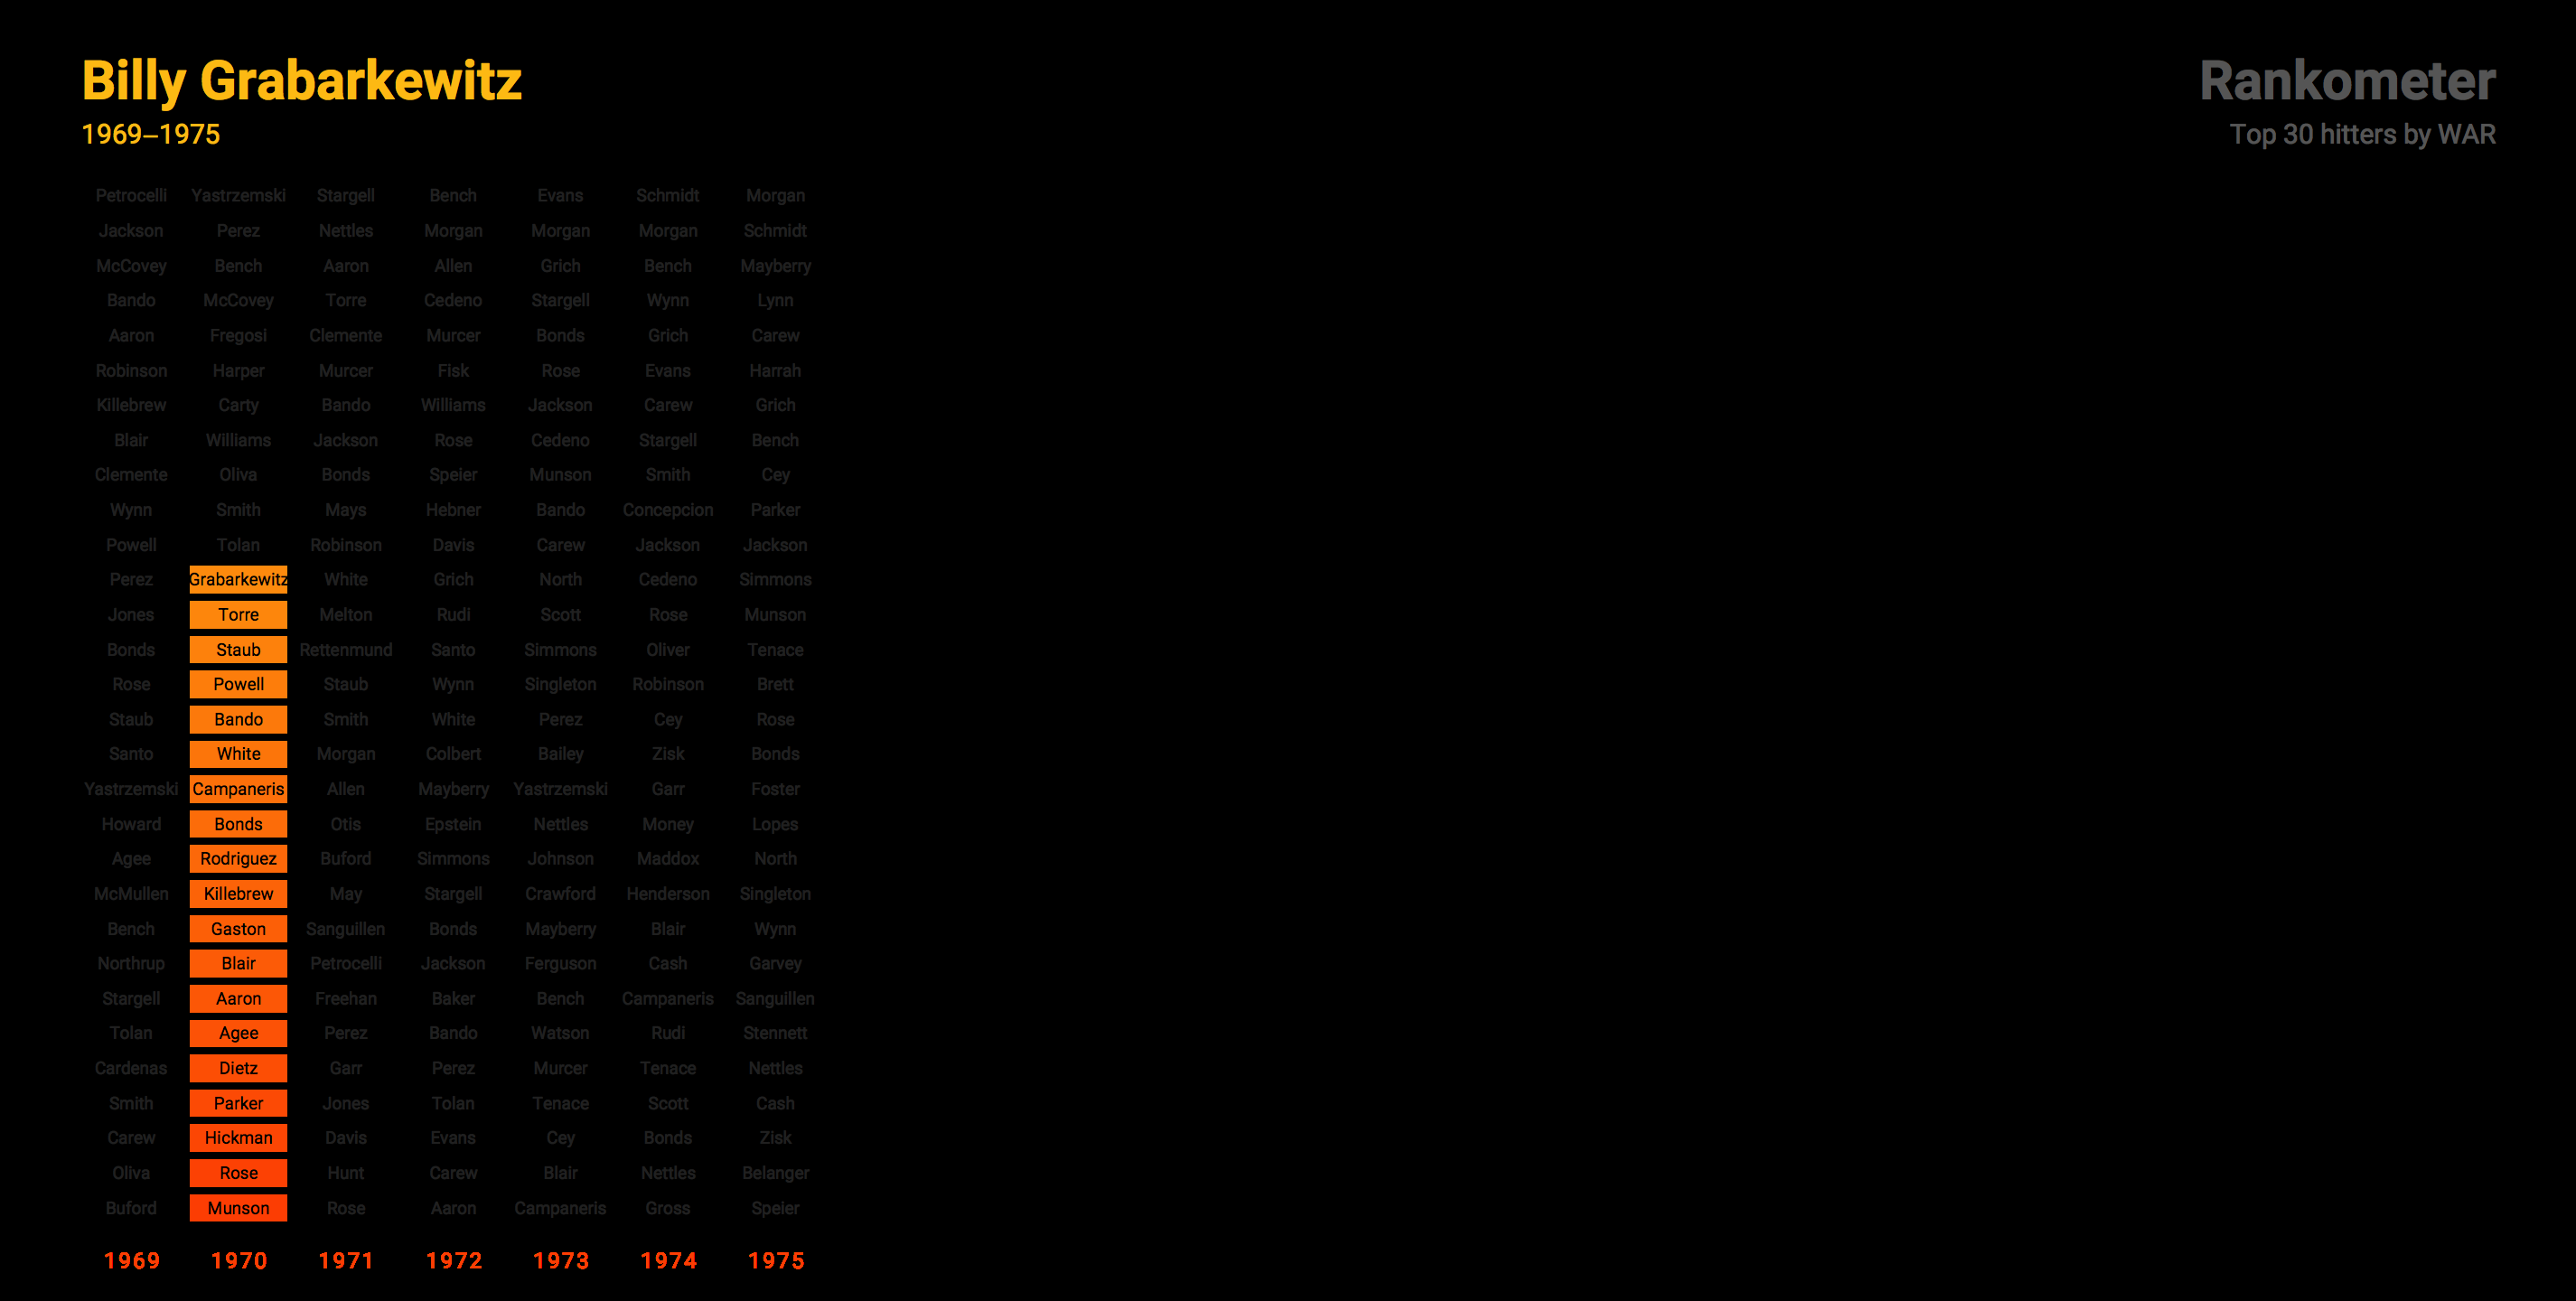 Billy Grabarkewitz
1969–1975
Rankometer
Top 30 hitters by WAR
Petrocelli Yastrzemski Stargell Bench Evans Schmidt Morgan
Jackson Perez Nettles Morgan Morgan Morgan Schmidt
McCovey Bench Aaron Allen Grich Bench Mayberry
Bando McCovey Torre Cedeno Stargell Wynn Lynn
Aaron Fregosi Clemente Murcer Bonds Grich Carew
Robinson Harper Murcer Fisk Rose Evans Harrah
Killebrew Carty Bando Williams Jackson Carew Grich
Blair Williams Jackson Rose Cedeno Stargell Bench
Clemente Oliva Bonds Speier Munson Smith Cey
Wynn Smith Mays Hebner Bando Concepcion Parker
Powell Tolan Robinson Davis Carew Jackson Jackson
Perez Grabarkewitz White Grich North Cedeno Simmons
Jones Torre Melton Rudi Scott Rose Munson
Bonds Staub Rettenmund Santo Simmons Oliver Tenace
Rose Powell Staub Wynn Singleton Robinson Brett
Staub Bando Smith White Perez Cey Rose
Santo White Morgan Colbert Bailey Zisk Bonds
Yastrzemski Campaneris Allen Mayberry Yastrzemski Garr Foster
Howard Bonds Otis Epstein Nettles Money Lopes
Agee Rodriguez Buford Simmons Johnson Maddox North
McMullen Killebrew May Stargell Crawford Henderson Singleton
Bench Gaston Sanguillen Bonds Mayberry Blair Wynn
Northrup Blair Petrocelli Jackson Ferguson Cash Garvey
Stargell Aaron Freehan Baker Bench Campaneris Sanguillen
Tolan Agee Perez Bando Watson Rudi Stennett
Cardenas Dietz Garr Perez Murcer Tenace Nettles
Smith Parker Jones Tolan Tenace Scott Cash
Carew Hickman Davis Evans Cey Bonds Zisk
Oliva Rose Hunt Carew Blair Nettles Belanger
Buford Munson Rose Aaron Campaneris Gross Speier
1969 1970 1971 1972 1973 1974 1975